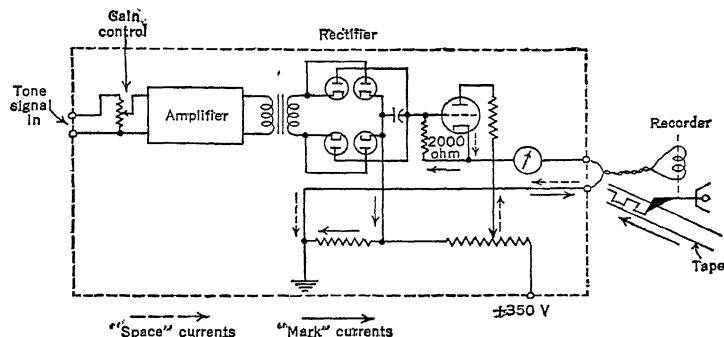 Gain
control
Rectifier
Tone
signal
in
Amplifier
2000
ohm
Recorder
Tape
±350 V
"Space" currents
"Mark" currents